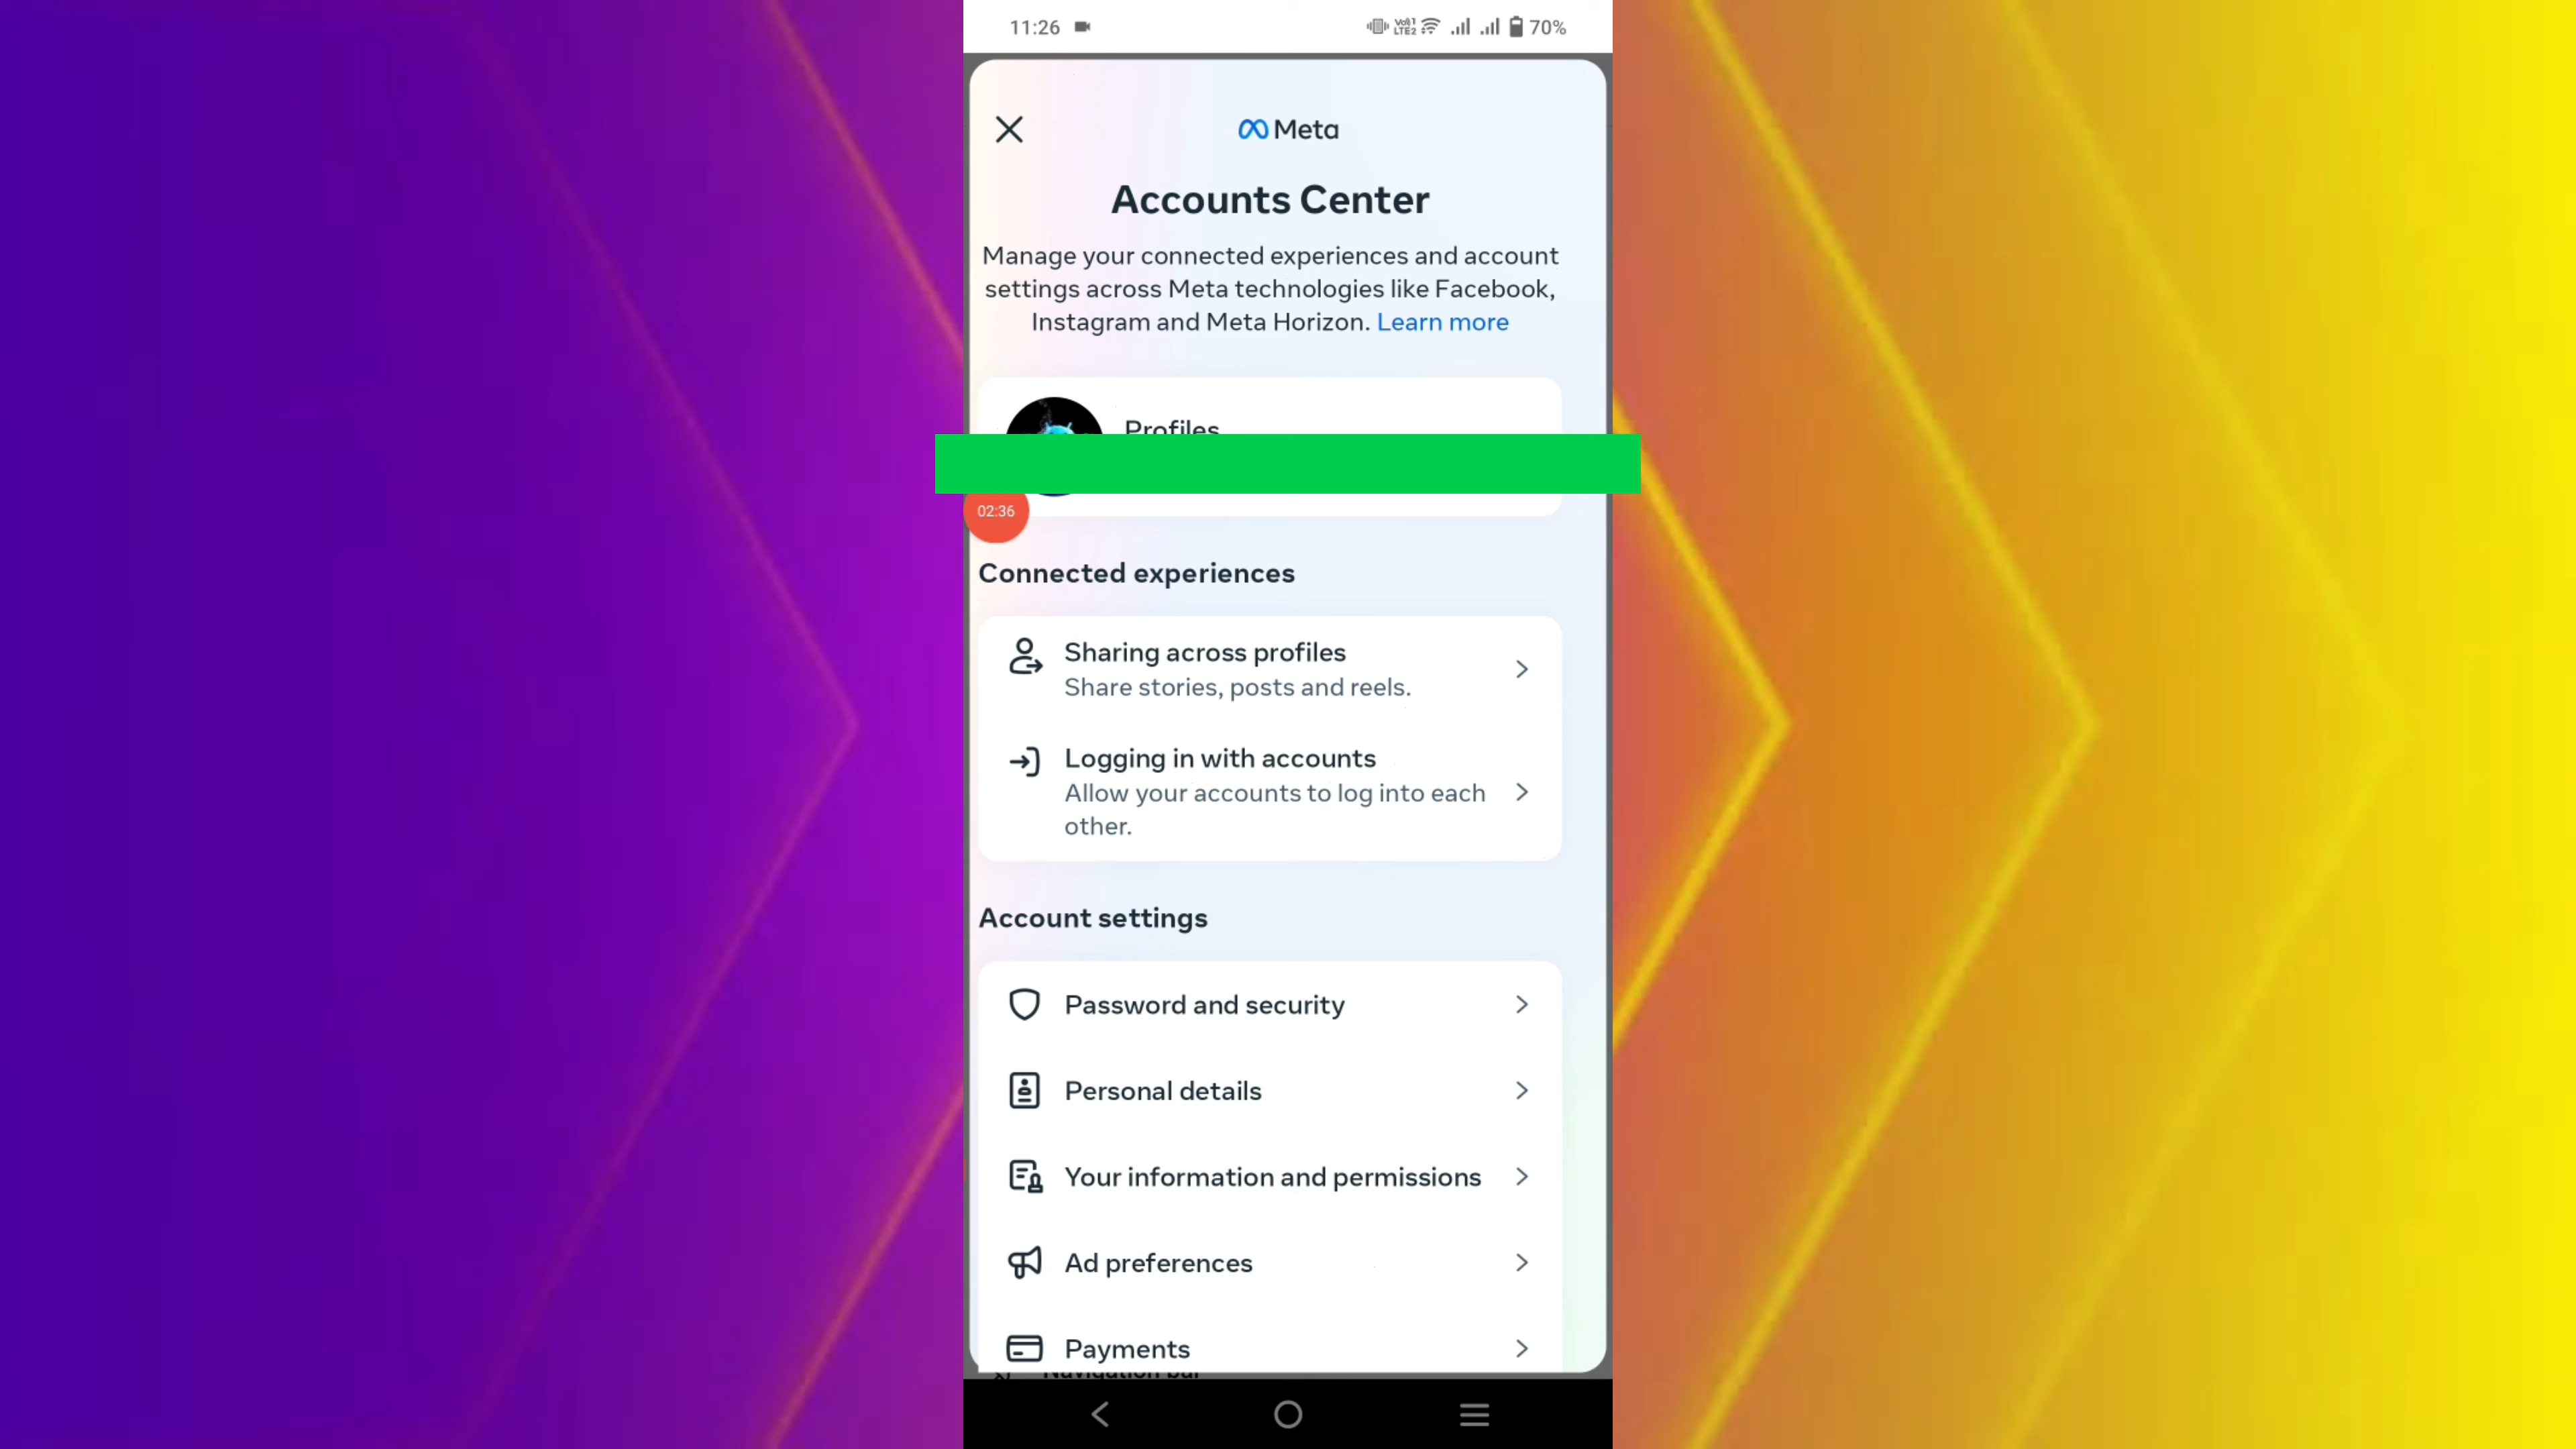 11:26
Vol) 1
LTE2
70%
Meta
Accounts Center
Manage your connected experiences and account
settings across Meta technologies like Facebook,
Instagram and Meta Horizon. Learn more
Profiles
02:36
Connected experiences
Sharing across profiles
Share stories, posts and reels.
Logging in with accounts
Allow your accounts to log into each
other.
Account settings
Password and security
Personal details
Your information and permissions
Ad preferences
Payments
Navigation bar